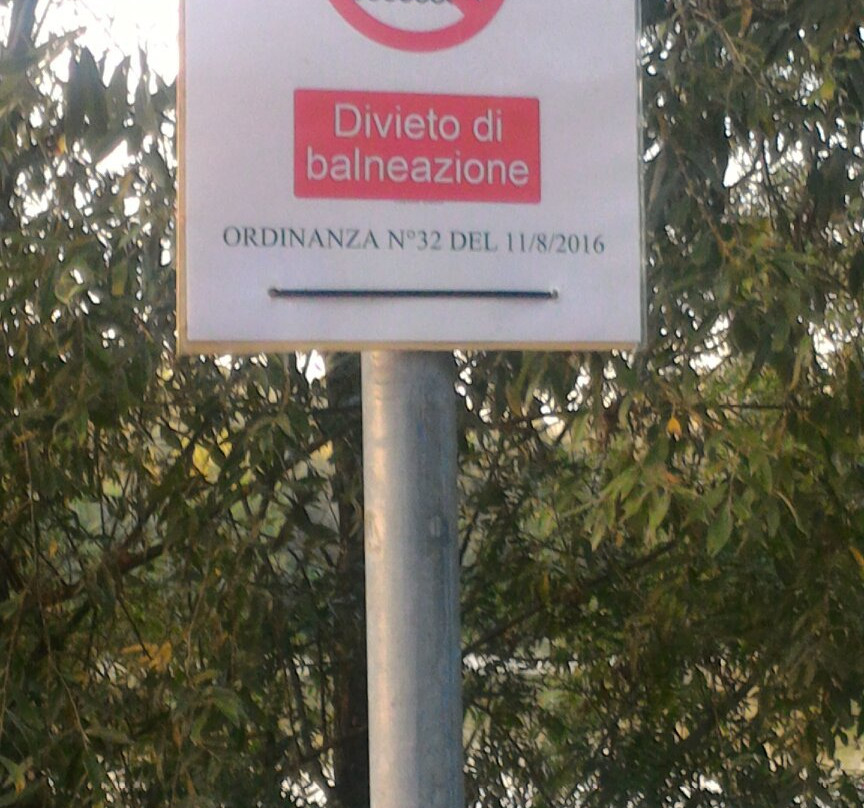 Divieto di
balneazione
ORDINANZA N°32 DEL 11/8/2016